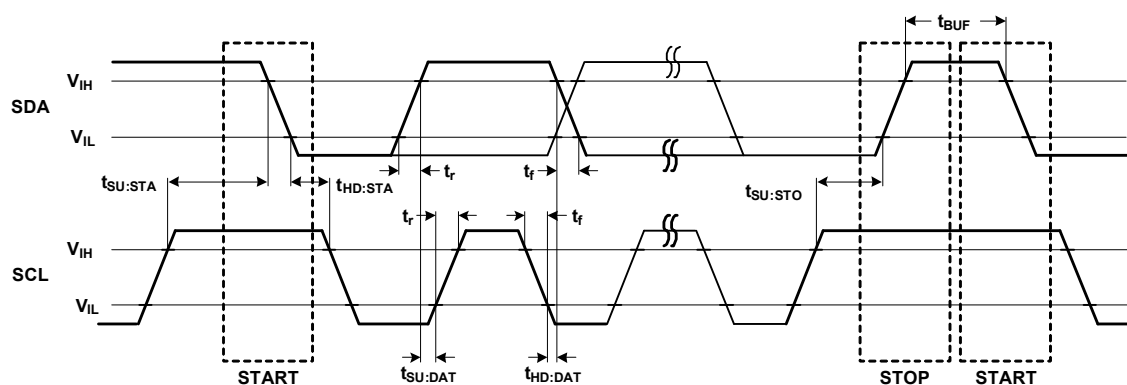 tBUF
VIH
SDA
VIL
tSU:STA
tHD:STA
tr
tf
tSU:STO
tr
tf
VIH
SCL
VIL
tSU:DAT
tHD:DAT
START
STOP
START